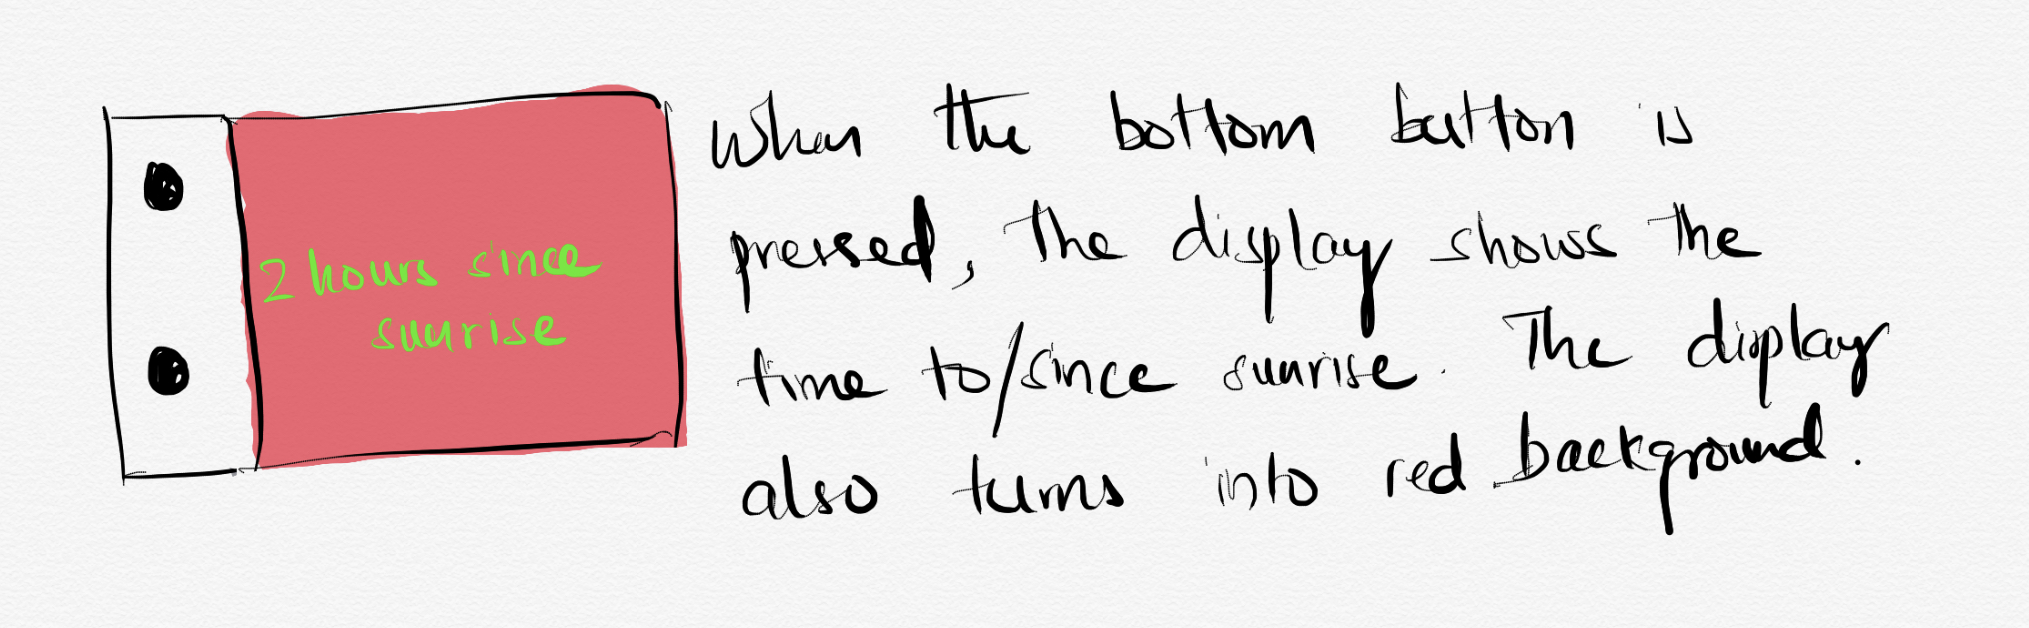 2 hours since
sunrise
When the bottom button is
pressed, the display shows the
time to/since sunrise. The display
also turns into red background.